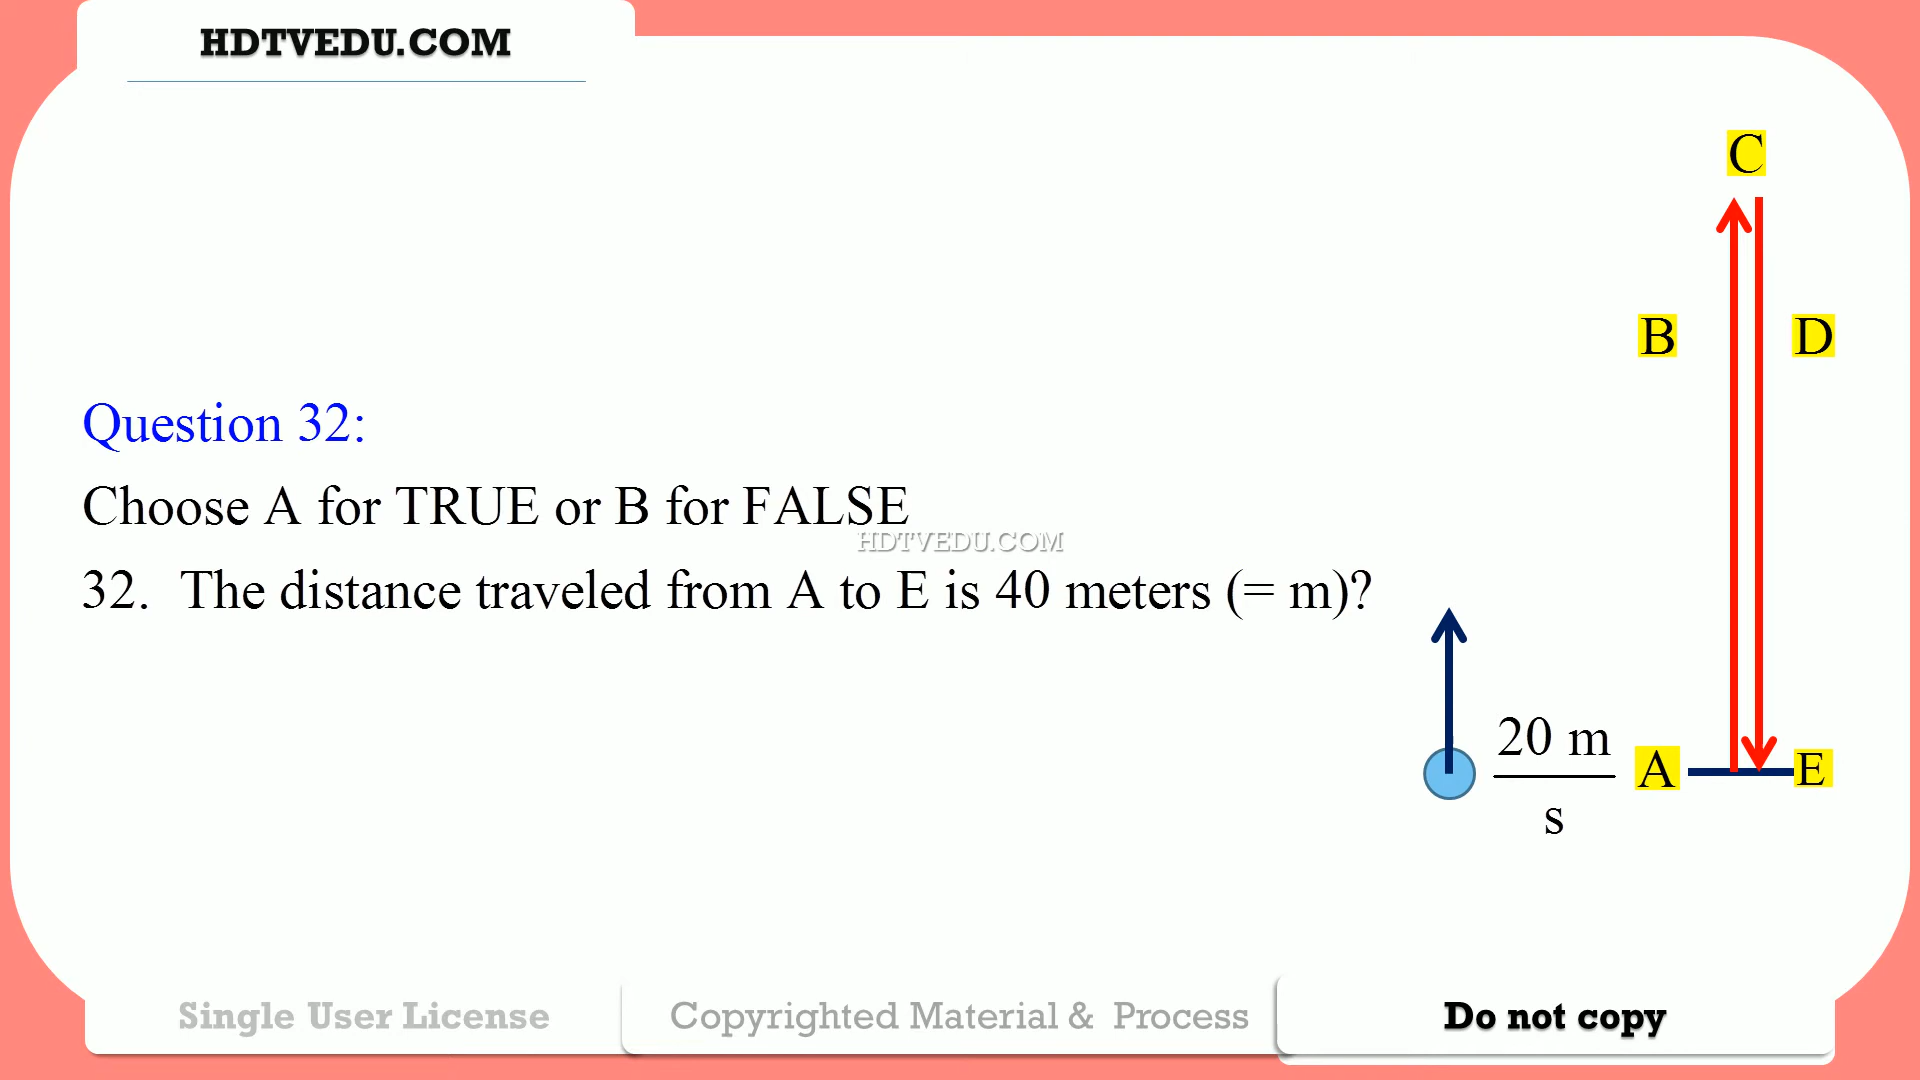 HDTVEDU.COM
C
B D
Question 32:
Choose A for TRUE or B for FALSE
HDTVEDU.COM
32. The distance traveled from A to E is 40 meters (= m)?
20 m
A E
s
Single User License Copyrighted Material & Process Do not copy